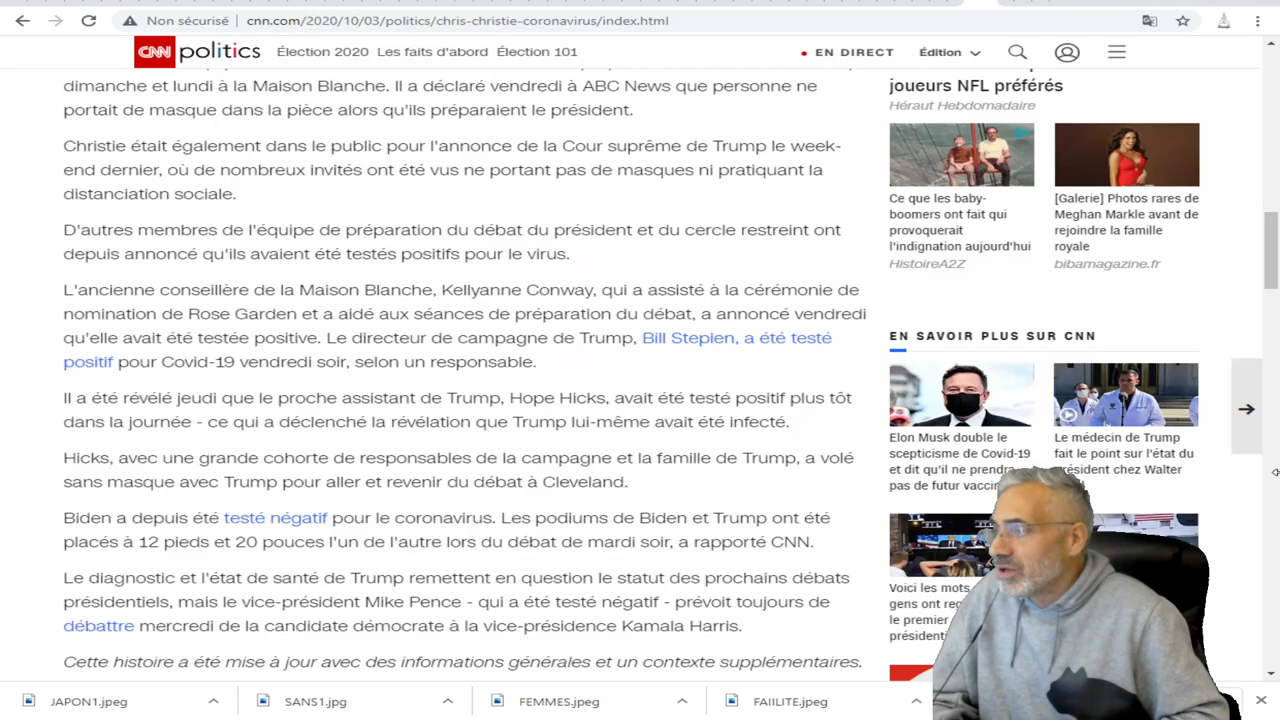 Non sécurisé | cnn.com/2020/10/03/politics/chris-christie-coronavirus/index.html
CNN politics Élection 2020 Les faits d'abord Élection 101 EN DIRECT Édition
dimanche et lundi à la Maison Blanche. Il a déclaré vendredi à ABC News que personne ne
portait de masque dans la pièce alors qu'ils préparaient le président.
Christie était également dans le public pour l'annonce de la Cour suprême de Trump le week-
end dernier, où de nombreux invités ont été vus ne portant pas de masques ni pratiquant la
distanciation sociale.
D'autres membres de l'équipe de préparation du débat du président et du cercle restreint ont
depuis annoncé qu'ils avaient été testés positifs pour le virus.
L'ancienne conseillère de la Maison Blanche, Kellyanne Conway, qui a assisté à la cérémonie de
nomination de Rose Garden et a aidé aux séances de préparation du débat, a annoncé vendredi
qu'elle avait été testée positive. Le directeur de campagne de Trump, Bill Stepien, a été testé
positif pour Covid-19 vendredi soir, selon un responsable.
Il a été révélé jeudi que le proche assistant de Trump, Hope Hicks, avait été testé positif plus tôt
dans la journée - ce qui a déclenché la révélation que Trump lui-même avait été infecté.
Hicks, avec une grande cohorte de responsables de la campagne et la famille de Trump, a volé
sans masque avec Trump pour aller et revenir du débat à Cleveland.
Biden a depuis été testé négatif pour le coronavirus. Les podiums de Biden et Trump ont été
placés à 12 pieds et 20 pouces l'un de l'autre lors du débat de mardi soir, a rapporté CNN.
Le diagnostic et l'état de santé de Trump remettent en question le statut des prochains débats
présidentiels, mais le vice-président Mike Pence - qui a été testé négatif - prévoit toujours de
débattre mercredi de la candidate démocrate à la vice-présidence Kamala Harris.
Cette histoire a été mise à jour avec des informations générales et un contexte supplémentaires.
joueurs NFL préférés
Héraut Hebdomadaire
Ce que les baby-
boomers ont fait qui
provoquerait
l'indignation aujourd'hui
HistoireA2Z
[Galerie] Photos rares de
Meghan Markle avant de
rejoindre la famille
royale
bibamagazine.fr
EN SAVOIR PLUS SUR CNN
Elon Musk double le
scepticisme de Covid-19
et dit qu'il ne prendra
pas de futur vaccin
Le médecin de Trump
fait le point sur l'état du
président chez Walter
Voici les mots
gens ont
le premier
JAPON1.jpeg
SANS1.jpg
FEMMES.jpeg
FAIILITE.jpeg